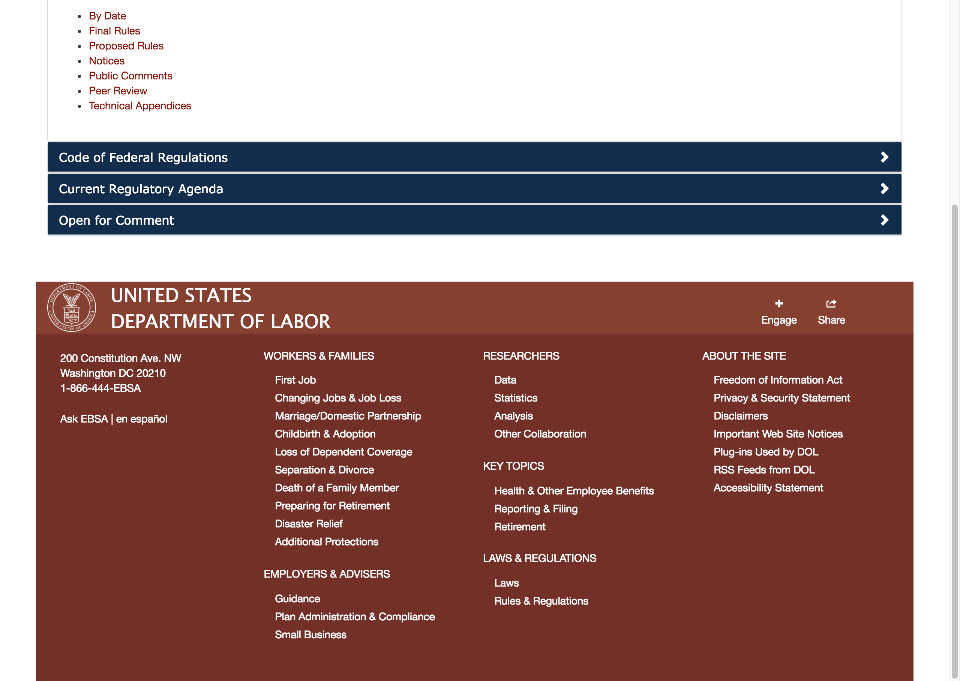 By Date
Final Rules
Proposed Rules
Notices
Public Comments
Peer Review
Technical Appendices
Code of Federal Regulations
Current Regulatory Agenda
Open for Comment
UNITED STATES
DEPARTMENT OF LABOR
Engage
Share
200 Constitution Ave. NW
Washington DC 20210
1-866-444-EBSA
Ask EBSA | en español
WORKERS & FAMILIES
First Job
Changing Jobs & Job Loss
Marriage/Domestic Partnership
Childbirth & Adoption
Loss of Dependent Coverage
Separation & Divorce
Death of a Family Member
Preparing for Retirement
Disaster Relief
Additional Protections
EMPLOYERS & ADVISERS
Guidance
Plan Administration & Compliance
Small Business
RESEARCHERS
Data
Statistics
Analysis
Other Collaboration
KEY TOPICS
Health & Other Employee Benefits
Reporting & Filing
Retirement
LAWS & REGULATIONS
Laws
Rules & Regulations
ABOUT THE SITE
Freedom of Information Act
Privacy & Security Statement
Disclaimers
Important Web Site Notices
Plug-ins Used by DOL
RSS Feeds from DOL
Accessibility Statement